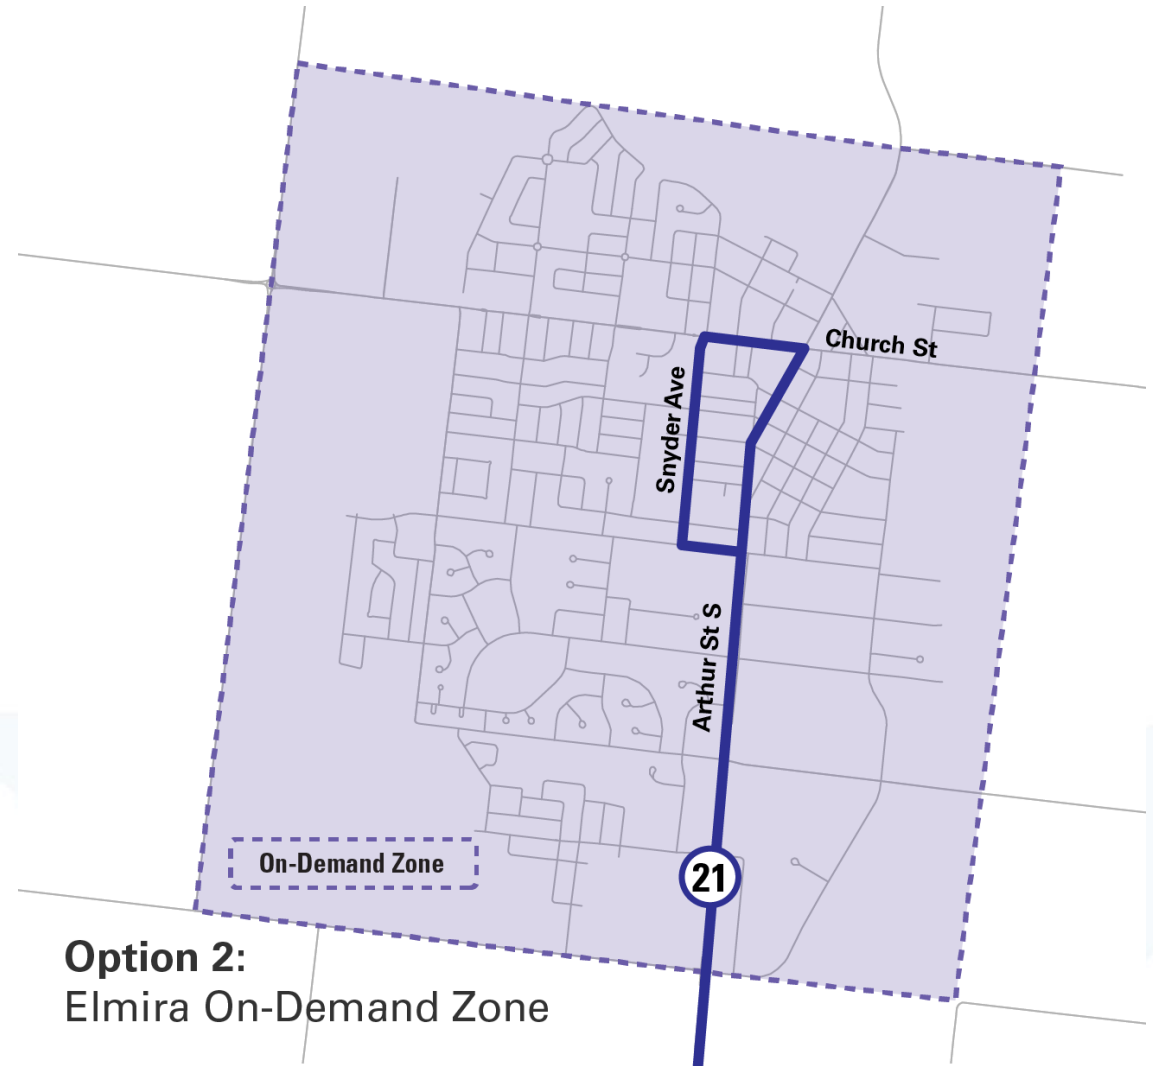 Church St
Snyder Ave
Arthur St S
On-Demand Zone
21
Option 2:
Elmira On-Demand Zone